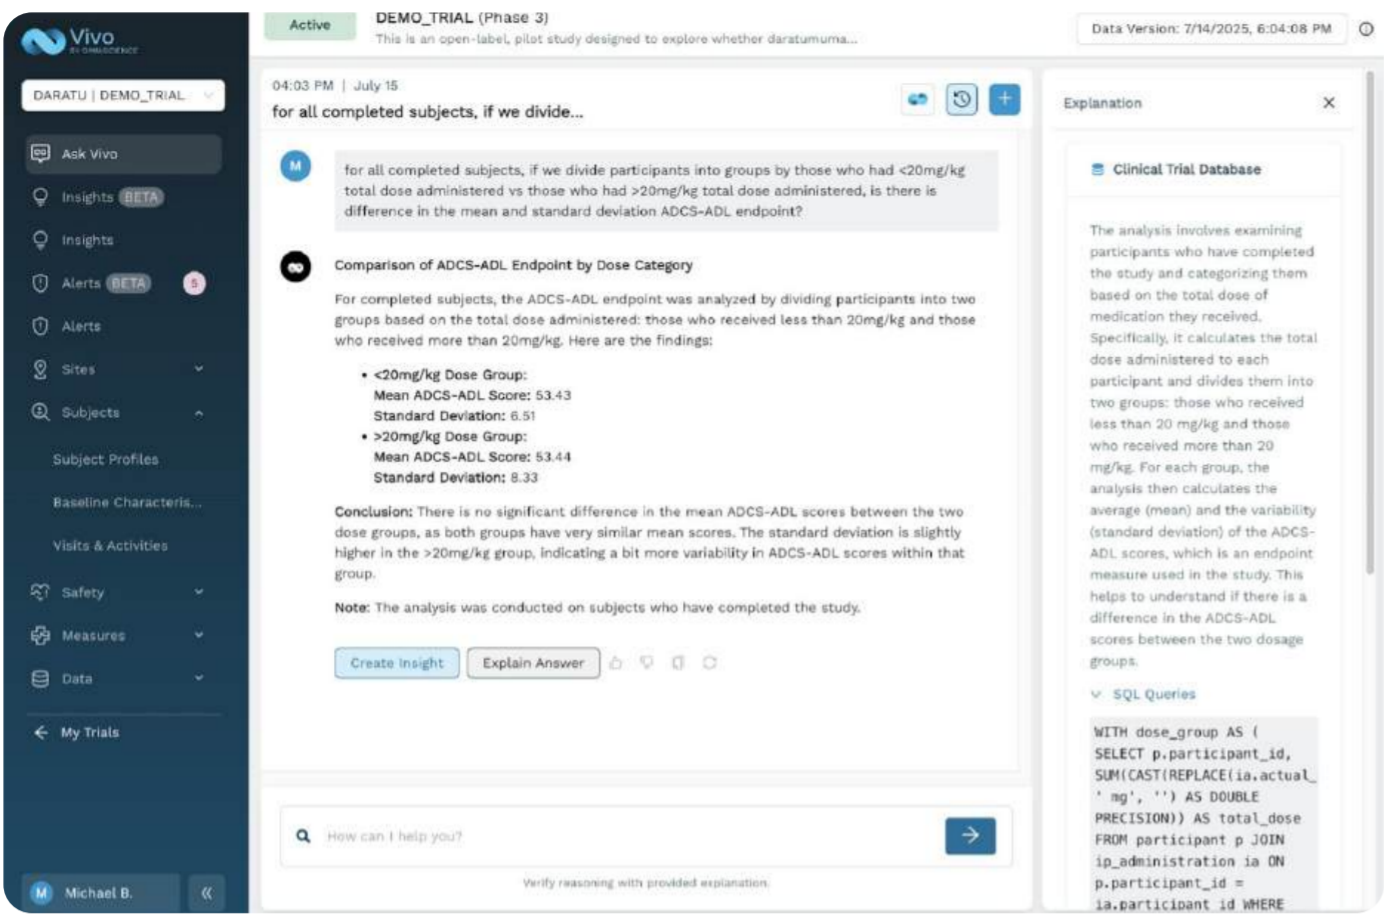 Vivo
BY OMNISCIENCE
DARATU | DEMO_TRIAL
Ask Vivo
Insights BETA
Insights
Alerts BETA 5
Alerts
Sites
Subjects
Subject Profiles
Baseline Characteris...
Visits & Activities
Safety
Measures
Data
My Trials
M Michael B.
Active
DEMO_TRIAL (Phase 3)
This is an open-label, pilot study designed to explore whether daratumuma...
Data Version: 7/14/2025, 6:04:08 PM
04:03 PM | July 15
for all completed subjects, if we divide...
M
for all completed subjects, if we divide participants into groups by those who had <20mg/kg
total dose administered vs those who had >20mg/kg total dose administered, is there is
difference in the mean and standard deviation ADCS-ADL endpoint?
Comparison of ADCS-ADL Endpoint by Dose Category
For completed subjects, the ADCS-ADL endpoint was analyzed by dividing participants into two
groups based on the total dose administered: those who received less than 20mg/kg and those
who received more than 20mg/kg. Here are the findings:
• <20mg/kg Dose Group:
Mean ADCS-ADL Score: 53.43
Standard Deviation: 6.51
• >20mg/kg Dose Group:
Mean ADCS-ADL Score: 53.44
Standard Deviation: 8.33
Conclusion: There is no significant difference in the mean ADCS-ADL scores between the two
dose groups, as both groups have very similar mean scores. The standard deviation is slightly
higher in the >20mg/kg group, indicating a bit more variability in ADCS-ADL scores within that
group.
Note: The analysis was conducted on subjects who have completed the study.
Create Insight
Explain Answer
How can I help you?
Verify reasoning with provided explanation.
Explanation
Clinical Trial Database
The analysis involves examining
participants who have completed
the study and categorizing them
based on the total dose of
medication they received.
Specifically, it calculates the total
dose administered to each
participant and divides them into
two groups: those who received
less than 20 mg/kg and those
who received more than 20
mg/kg. For each group, the
analysis then calculates the
average (mean) and the variability
(standard deviation) of the ADCS-
ADL scores, which is an endpoint
measure used in the study. This
helps to understand if there is a
difference in the ADCS-ADL
scores between the two dosage
groups.
SQL Queries
WITH dose_group AS (
SELECT p.participant_id,
SUM(CAST(REPLACE(ia.actual_
' mg', '') AS DOUBLE
PRECISION)) AS total_dose
FROM participant p JOIN
ip_administration ia ON
p.participant_id =
ia.participant_id WHERE